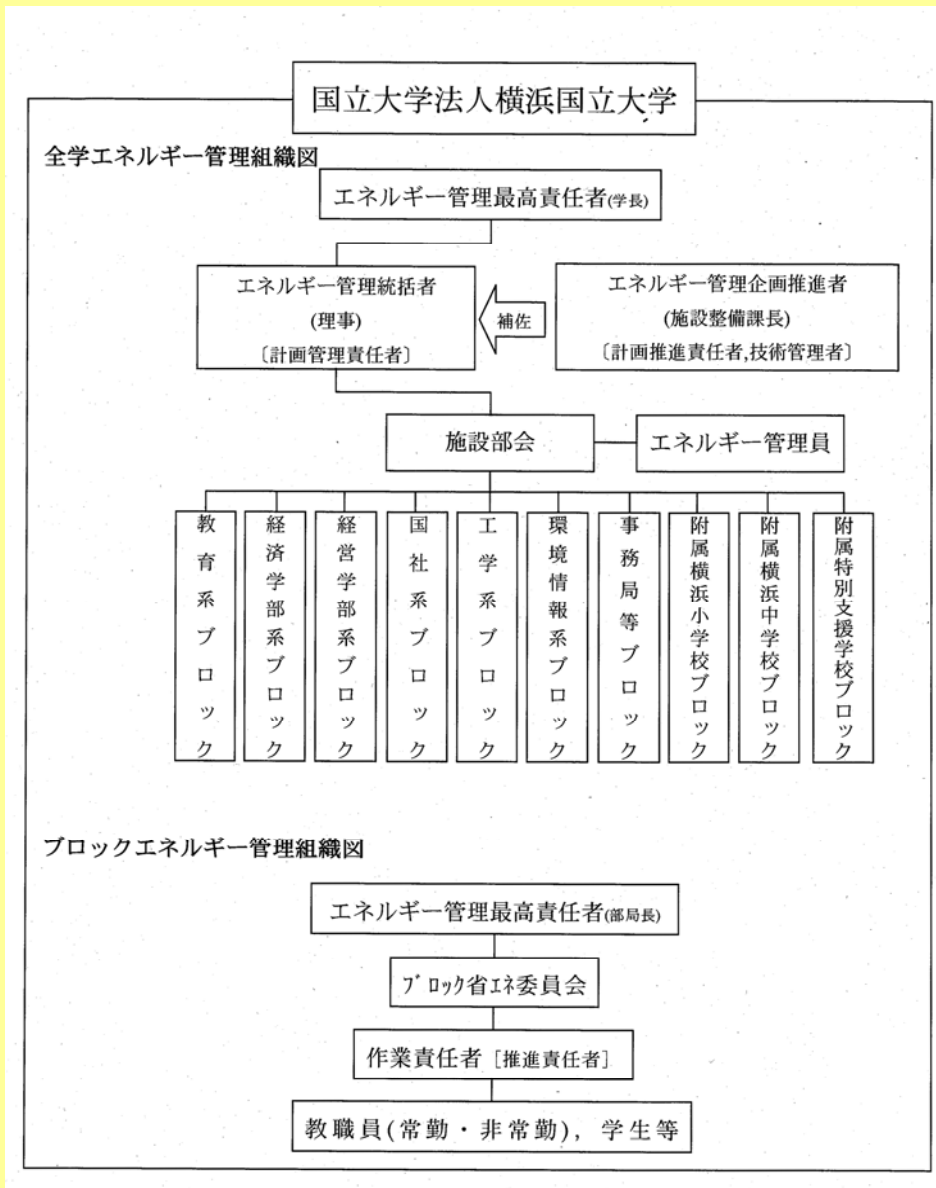 国立大学法人横浜国立大学
全学エネルギー管理組織図
エネルギー管理最高責任者(学長)
エネルギー管理統括者
(理事)
〔計画管理責任者〕
補佐
エネルギー管理企画推進者
(施設整備課長)
〔計画推進責任者,技術管理者〕
施設部会
エネルギー管理員
教育系ブロック
経済学部系ブロック
経営学部系ブロック
国社系ブロック
工学系ブロック
環境情報系ブロック
事務局等ブロック
附属横浜小学校ブロック
附属横浜中学校ブロック
附属特別支援学校ブロック
ブロックエネルギー管理組織図
エネルギー管理最高責任者(部局長)
ブロック省エネ委員会
作業責任者［推進責任者］
教職員(常勤・非常勤)，学生等